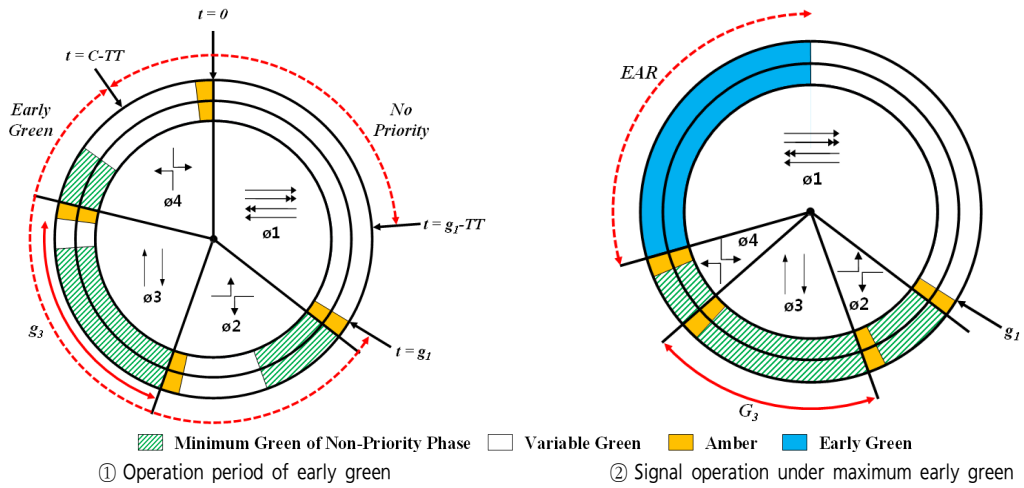 t = 0
t = C-TT
Early Green
No Priority
ø4
ø1
t = g1-TT
ø3
ø2
g3
t = g1
EAR
ø1
ø4
ø3
ø2
g1
G3
Minimum Green of Non-Priority Phase
Variable Green
Amber
Early Green
① Operation period of early green
② Signal operation under maximum early green